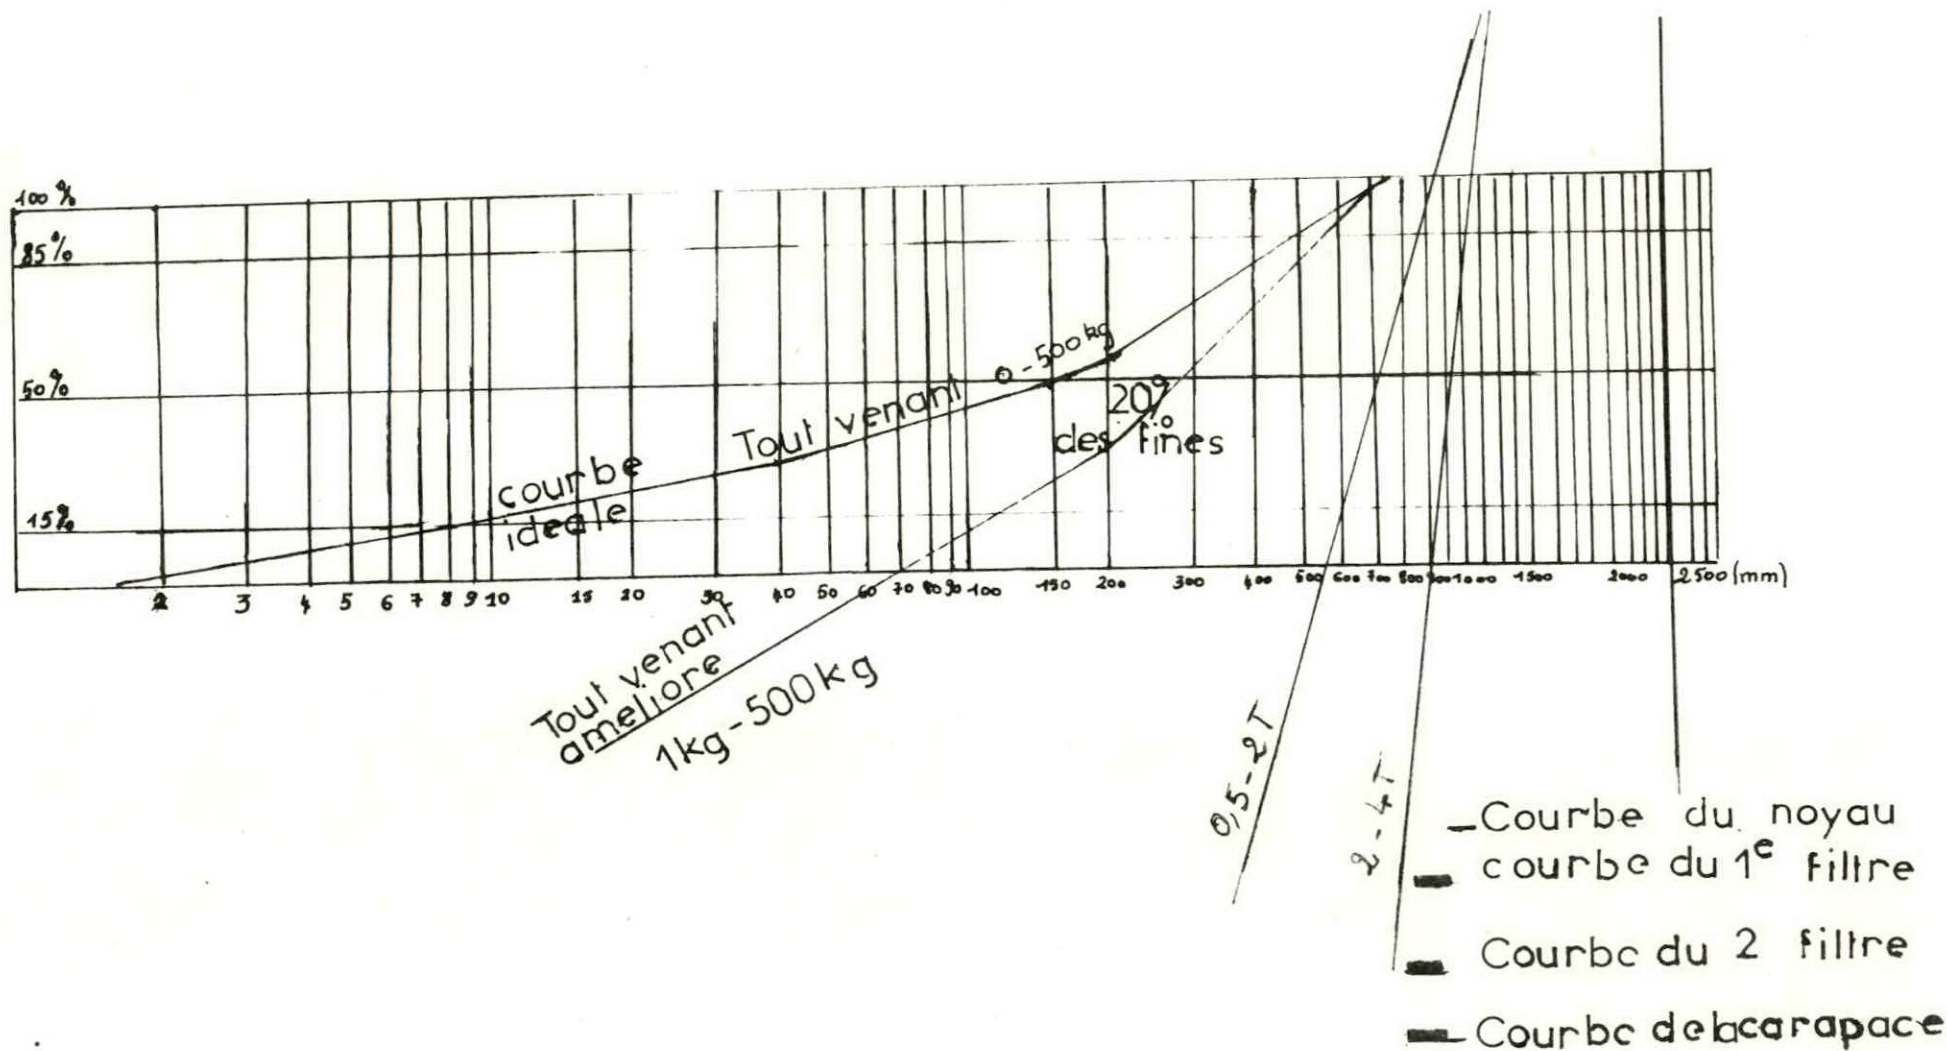 100 %
85%
50%
15%
0-500 kg
Tout venant
courbe
ideale
20%
des fines
2 3 4 5 6 7 8 9 10 15 20 30 40 50 60 70 80 90 100 150 200 300 400 500 600 700 800 900 1000 1500 2000 2500 (mm)
Tout venant
ameliore
1kg-500kg
0,5-2T
2-4T
Courbe du noyau
courbe du 1e filtre
Courbe du 2 filtre
Courbe de la carapace